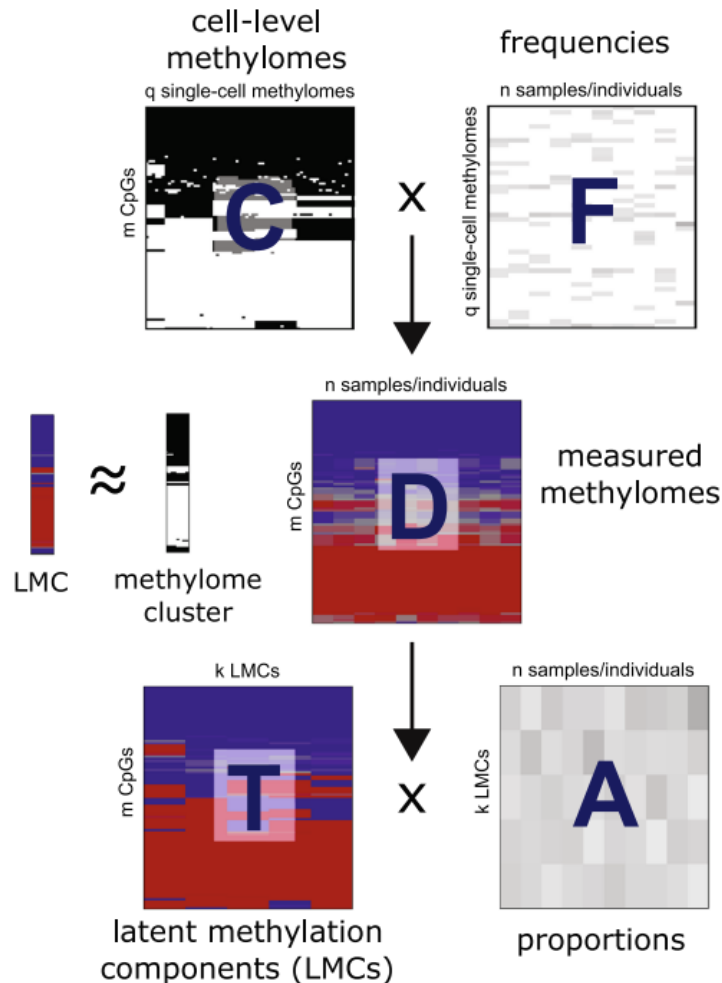 cell-level
methylomes
frequencies
q single-cell methylomes
n samples/individuals
m CpGs
C
x
q single-cell methylomes
F
n samples/individuals
LMC
≈
methylome
cluster
m CpGs
D
measured
methylomes
k LMCs
n samples/individuals
m CpGs
T
x
k LMCs
A
latent methylation
components (LMCs)
proportions